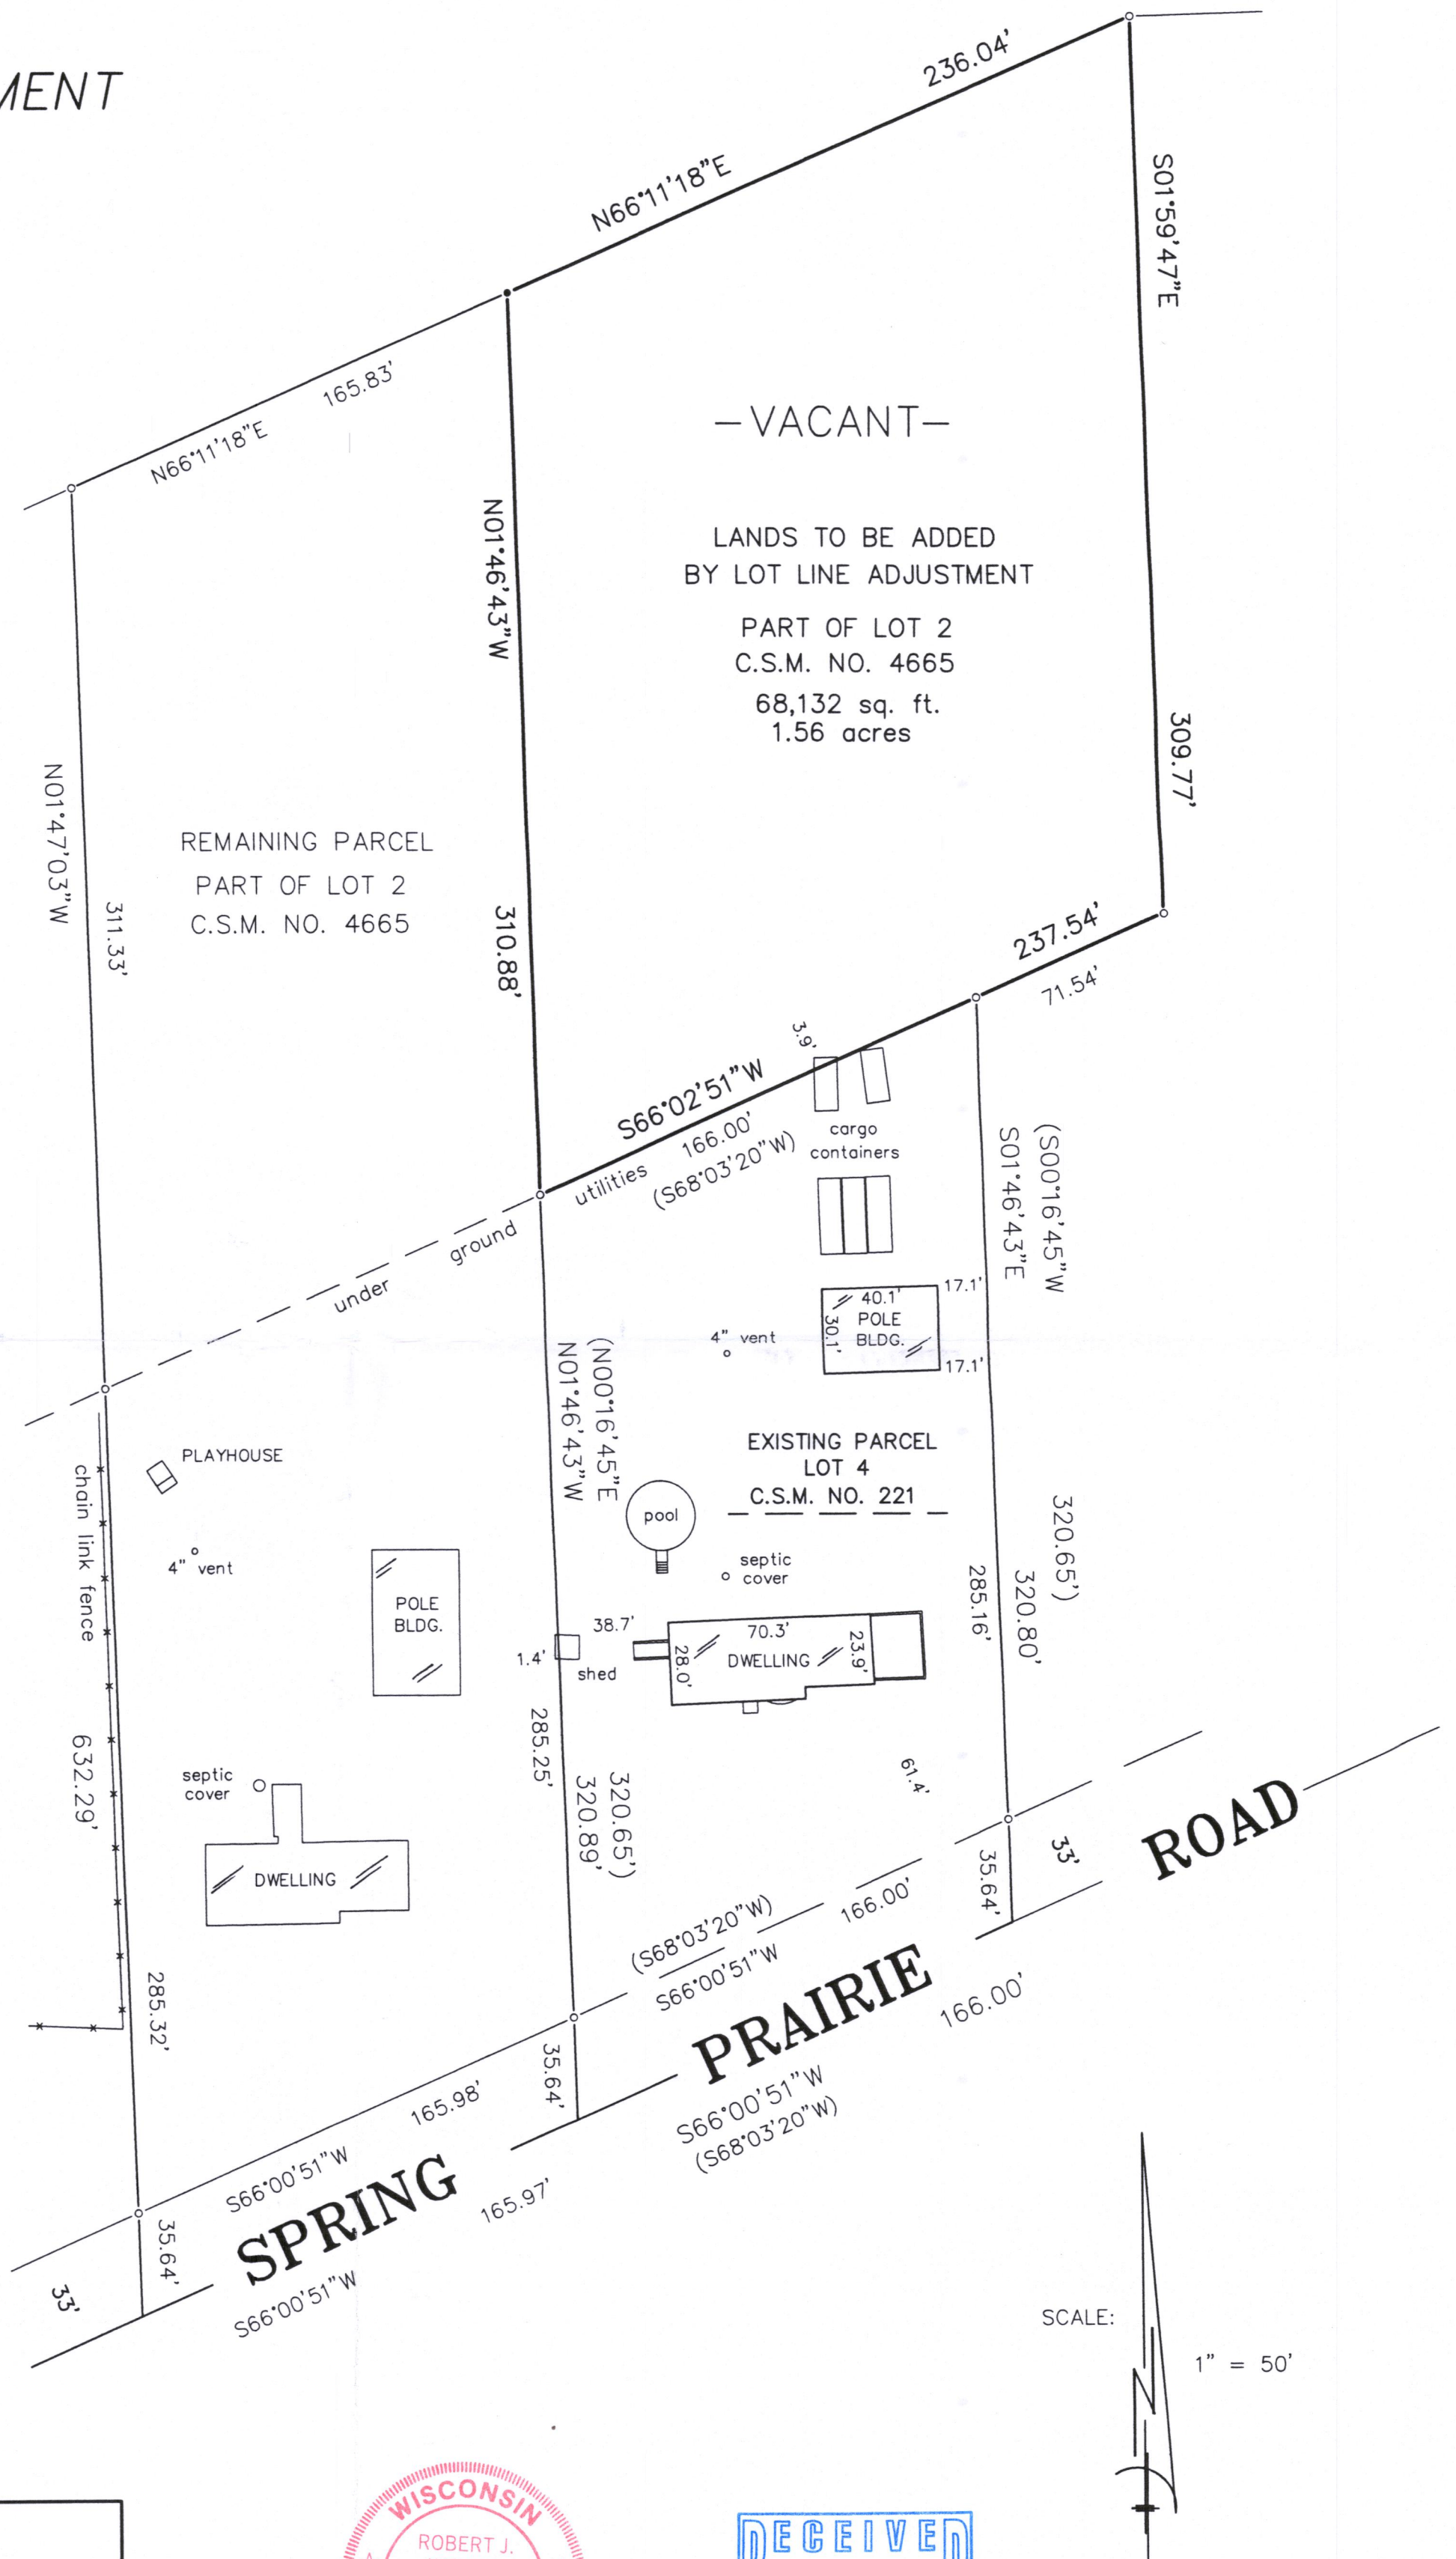 MENT
236.04'
N66°11'18"E
S01°59'47"E
165.83'
N66°11'18"E
-VACANT-
LANDS TO BE ADDED
BY LOT LINE ADJUSTMENT
PART OF LOT 2
C.S.M. NO. 4665
68,132 sq. ft.
1.56 acres
N01°46'43"W
309.77'
N01°47'03"W
REMAINING PARCEL
PART OF LOT 2
C.S.M. NO. 4665
311.33'
310.88'
237.54'
71.54'
3.9'
S66°02'51"W
166.00'
(S68°03'20"W)
cargo
containers
utilities
ground
under
(S00°16'45"W
S01°46'43"E
17.1'
40.1'
30.1'
POLE
BLDG.
17.1'
4" vent
(N00°16'45"E
N01°46'43"W
EXISTING PARCEL
LOT 4
C.S.M. NO. 221
PLAYHOUSE
chain link fence
4" vent
pool
septic
cover
320.65')
320.80'
285.16'
POLE
BLDG.
38.7'
1.4'
shed
70.3'
28.0'
DWELLING
23.9'
285.25'
320.65')
320.89'
61.4'
632.29'
septic
cover
DWELLING
35.64'
33'
ROAD
(S68°03'20"W)
166.00'
S66°00'51"W
PRAIRIE
166.00'
285.32'
35.64'
165.98'
S66°00'51"W
(S68°03'20"W)
S66°00'51"W
SPRING
165.97'
35.64'
33'
S66°00'51"W
SCALE:
N
1" = 50'
WISCONSIN
ROBERT J.
RECEIVED